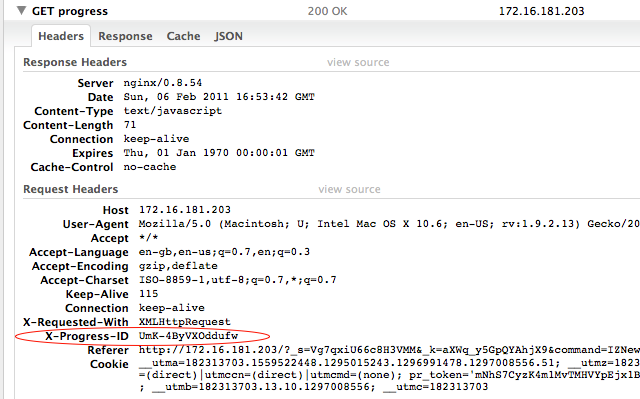 GET progress 200 OK 172.16.181.203
Headers Response Cache JSON
Response Headers view source
Server nginx/0.8.54
Date Sun, 06 Feb 2011 16:53:42 GMT
Content-Type text/javascript
Content-Length 71
Connection keep-alive
Expires Thu, 01 Jan 1970 00:00:01 GMT
Cache-Control no-cache
Request Headers view source
Host 172.16.181.203
User-Agent Mozilla/5.0 (Macintosh; U; Intel Mac OS X 10.6; en-US; rv:1.9.2.13) Gecko/20
Accept */*
Accept-Language en-gb,en-us;q=0.7,en;q=0.3
Accept-Encoding gzip,deflate
Accept-Charset ISO-8859-1,utf-8;q=0.7,*;q=0.7
Keep-Alive 115
Connection keep-alive
X-Requested-With XMLHttpRequest
X-Progress-ID UmK-4ByVXOddufw
Referer http://172.16.181.203/?_s=Vg7qxiU66c8H3VMM&_k=aXWq_y5GpQYAhjX9&command=IZNew
Cookie __utma=182313703.1559522448.1295015243.1296991478.1297008556.51; __utmz=18231
=(direct)|utmccn=(direct)|utmcmd=(none); pr_token='mNhS7CyzK4mlMvTMHVYpEjx1B
; __utmb=182313703.13.10.1297008556; __utmc=182313703